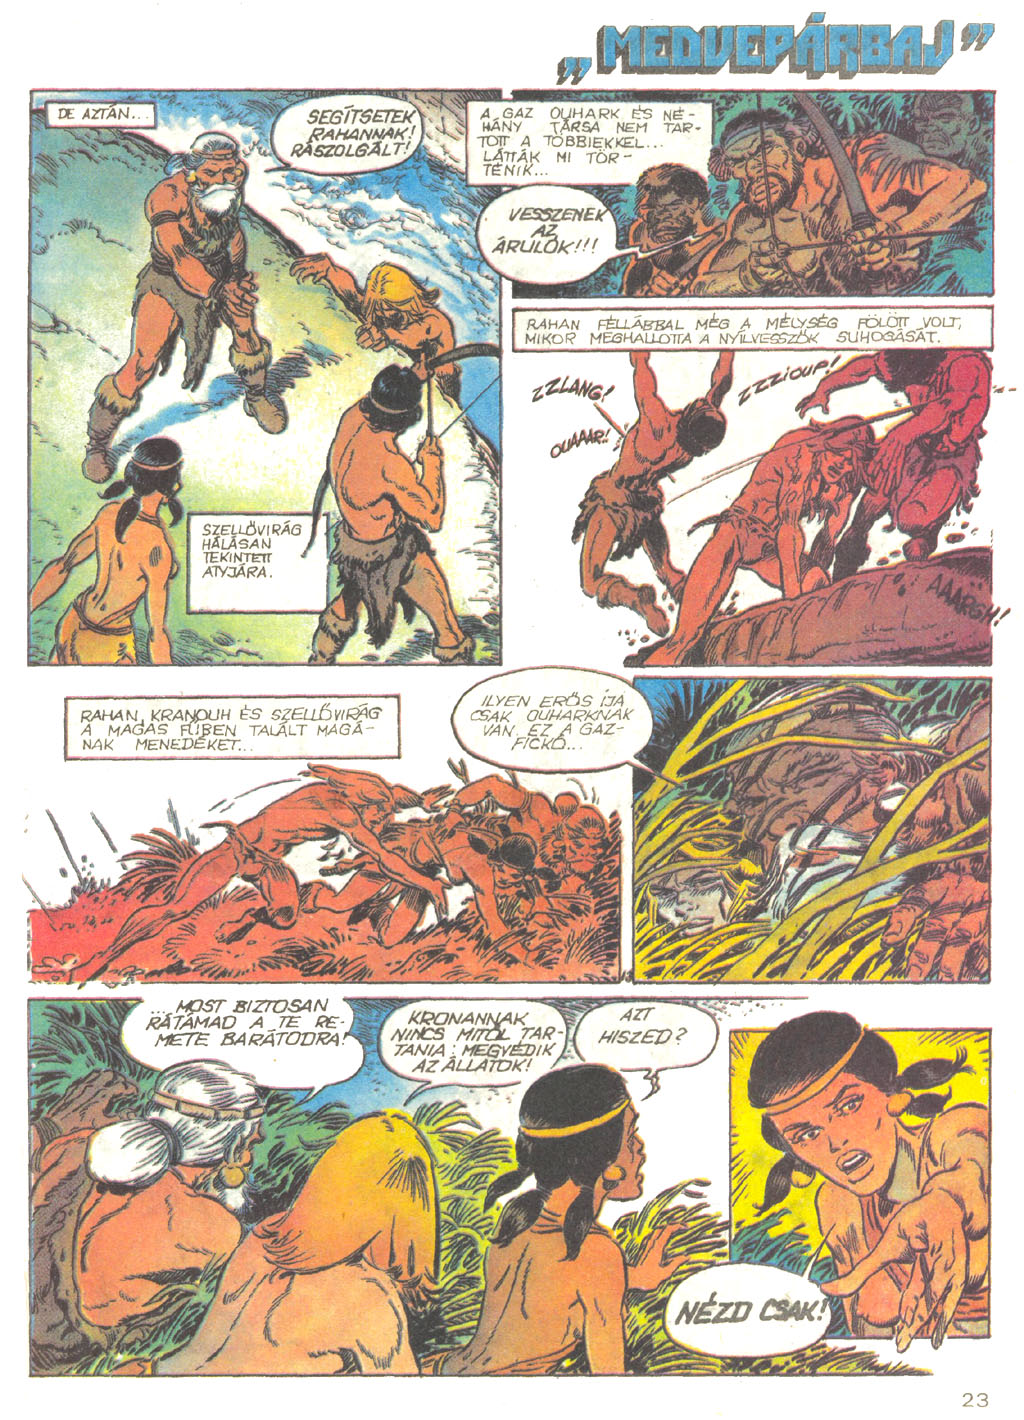 „MEDVEPÁRBAJ”
DE AZTÁN...
SEGÍTSETEK
RAHANNAK!
RÁSZOLGÁLT!
A GAZ OUHARK ÉS NÉ-
HÁNY TÁRSA NEM TAR-
TOTT A TÖBBIEKKEL...
LÁTTÁK MI TÖR-
TÉNIK...
VESSZENEK
AZ
ÁRULÓK!!!
SZELLŐVIRÁG
HÁLÁSAN
TEKINTETT
ATYJÁRA.
RAHAN FÉLLÁBBAL MÉG A MÉLYSÉG FÖLÖTT VOLT,
MIKOR MEGHALLOTTA A NYÍLVESSZŐK SUHOGÁSÁT.
ZZLANG!
OUAAAR!!
ZZZIOUP!
AAARGH!
RAHAN, KRANOUH ÉS SZELLŐVIRÁG
A MAGAS FŰBEN TALÁLT MAGÁ-
NAK MENEDÉKET...
ILYEN ERŐS ÍJA
CSAK OUHARKNAK
VAN. EZ A GAZ-
FICKÓ...
... MOST BIZTOSAN
RÁTÁMAD A TE RE-
METE BARÁTODRA!
KRONANNAK
NINCS MITŐL TAR-
TANIA: MEGVÉDIK
AZ ÁLLATOK!
AZT
HISZED?
NÉZD CSAK!
23